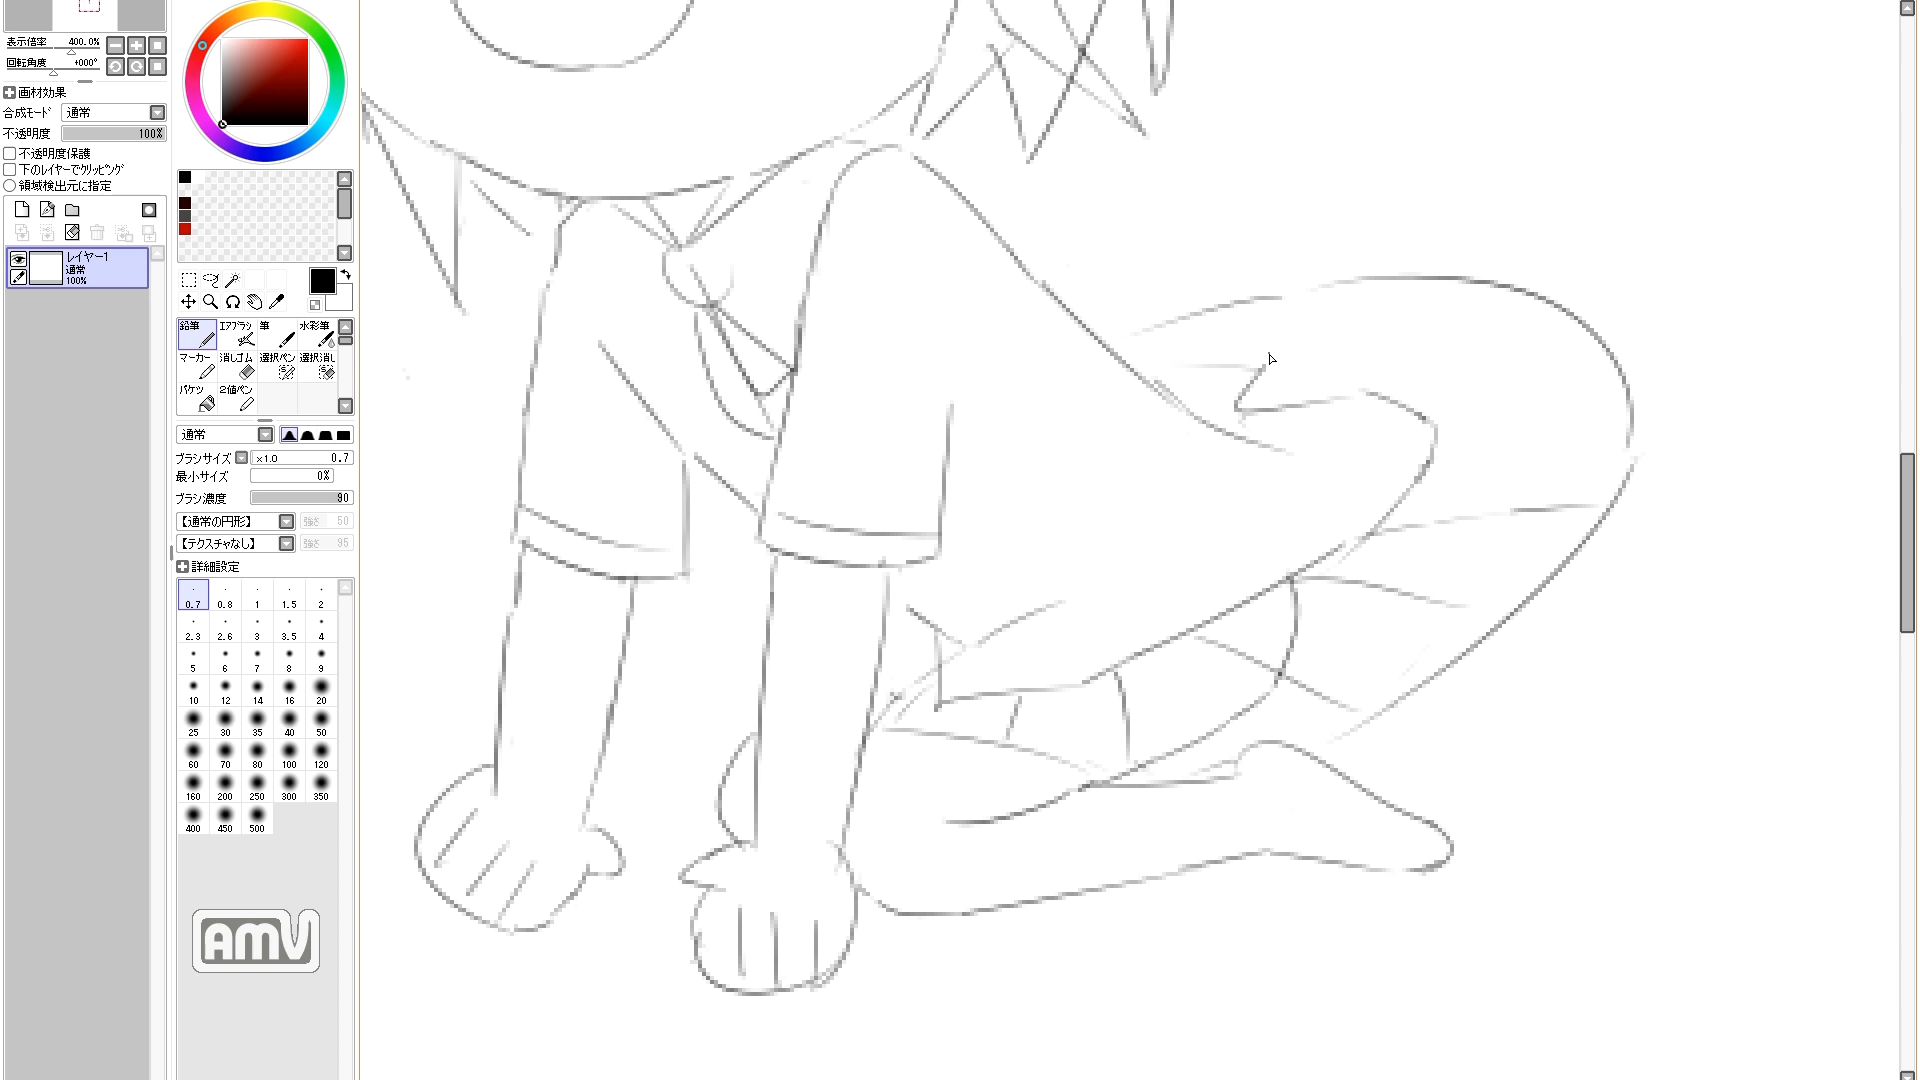 表示倍率 400.0%
回転角度 +000°
画材効果
合成モード 通常
不透明度 100%
不透明度保護
下のレイヤーでクリッピング
領域検出元に指定
レイヤー1
通常
100%
鉛筆 エアブラシ 筆 水彩筆
マーカー 消しゴム 選択ペン 選択消し
バケツ 2値ペン
通常
ブラシサイズ x1.0 0.7
最小サイズ 0%
ブラシ濃度 90
【通常の円形】 強さ 50
【テクスチャなし】 強さ 95
詳細設定
0.7 0.8 1 1.5 2
2.3 2.6 3 3.5 4
5 6 7 8 9
10 12 14 16 20
25 30 35 40 50
60 70 80 100 120
160 200 250 300 350
400 450 500
AMV